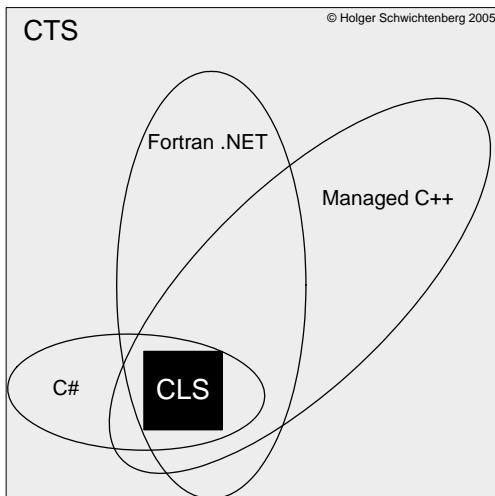 © Holger Schwichtenberg 2005
CTS
Fortran .NET
Managed C++
C#
CLS